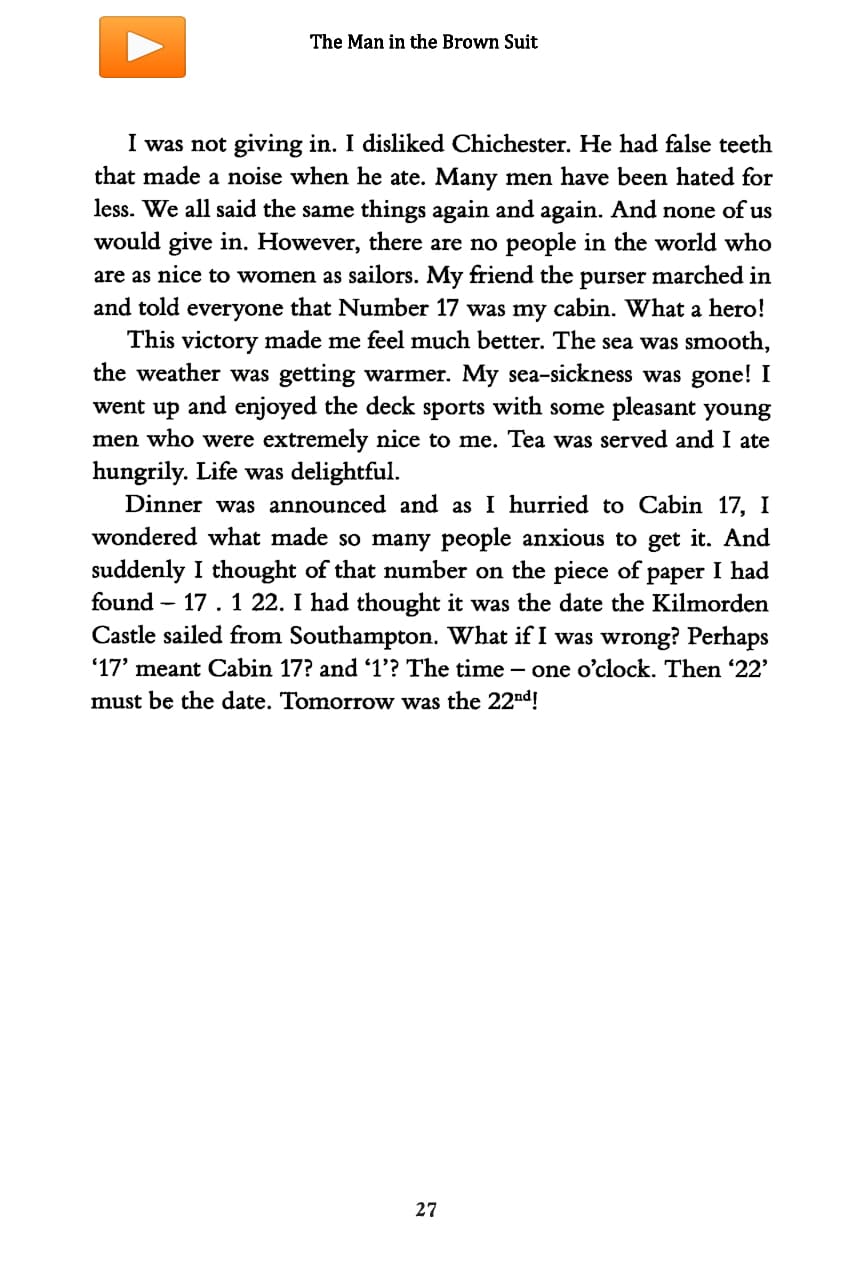 The Man in the Brown Suit
I was not giving in. I disliked Chichester. He had false teeth
that made a noise when he ate. Many men have been hated for
less. We all said the same things again and again. And none of us
would give in. However, there are no people in the world who
are as nice to women as sailors. My friend the purser marched in
and told everyone that Number 17 was my cabin. What a hero!
This victory made me feel much better. The sea was smooth,
the weather was getting warmer. My sea-sickness was gone! I
went up and enjoyed the deck sports with some pleasant young
men who were extremely nice to me. Tea was served and I ate
hungrily. Life was delightful.
Dinner was announced and as I hurried to Cabin 17, I
wondered what made so many people anxious to get it. And
suddenly I thought of that number on the piece of paper I had
found – 17 . 1 22. I had thought it was the date the Kilmorden
Castle sailed from Southampton. What if I was wrong? Perhaps
‘17’ meant Cabin 17? and ‘1’? The time – one o’clock. Then ‘22’
must be the date. Tomorrow was the 22nd!
27